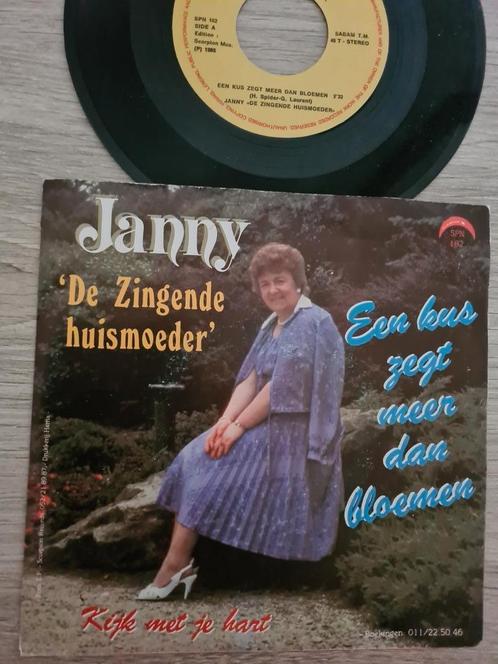 SPN 182
SIDE A
Edition :
Scorpion Mus.
SABAM T.M.
45 T - STEREO
EEN KUS ZEGT MEER DAN BLOEMEN
(H. Spider-G. Laurent)
JANNY «DE ZINGENDE HUISMOEDER»
Janny
'De Zingende
huismoeder'
SPN
182
Een kus
zegt
meer
dan
bloemen
Kijk met je hart
Boekingen 011/22.50.46